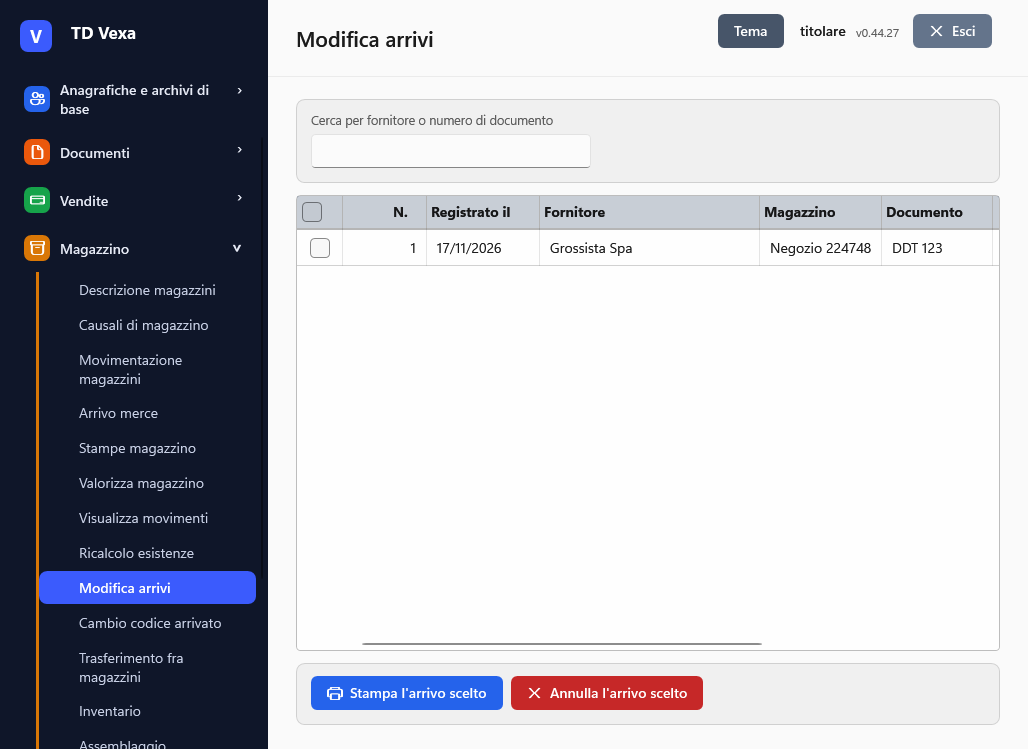 V
TD Vexa
Anagrafiche e archivi di
base
Documenti
Vendite
Magazzino
Descrizione magazzini
Causali di magazzino
Movimentazione
magazzini
Arrivo merce
Stampe magazzino
Valorizza magazzino
Visualizza movimenti
Ricalcolo esistenze
Modifica arrivi
Cambio codice arrivato
Trasferimento fra
magazzini
Inventario
Assemblaggio
Modifica arrivi
Tema titolare v0.44.27 Esci
Cerca per fornitore o numero di documento
N. Registrato il Fornitore Magazzino Documento
1 17/11/2026 Grossista Spa Negozio 224748 DDT 123
Stampa l'arrivo scelto Annulla l'arrivo scelto